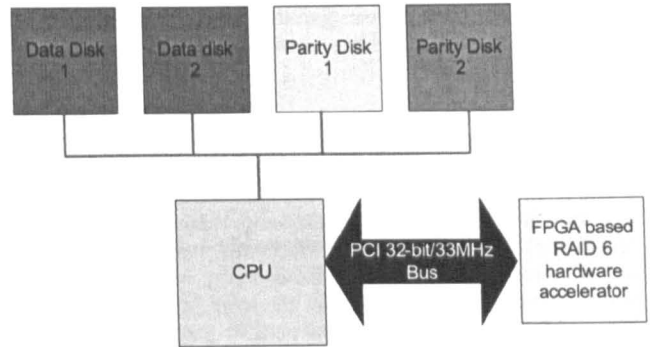 Data Disk
1
Data disk
2
Parity Disk
1
Parity Disk
2
CPU
PCI 32-bit/33MHz
Bus
FPGA based
RAID 6
hardware
accelerator